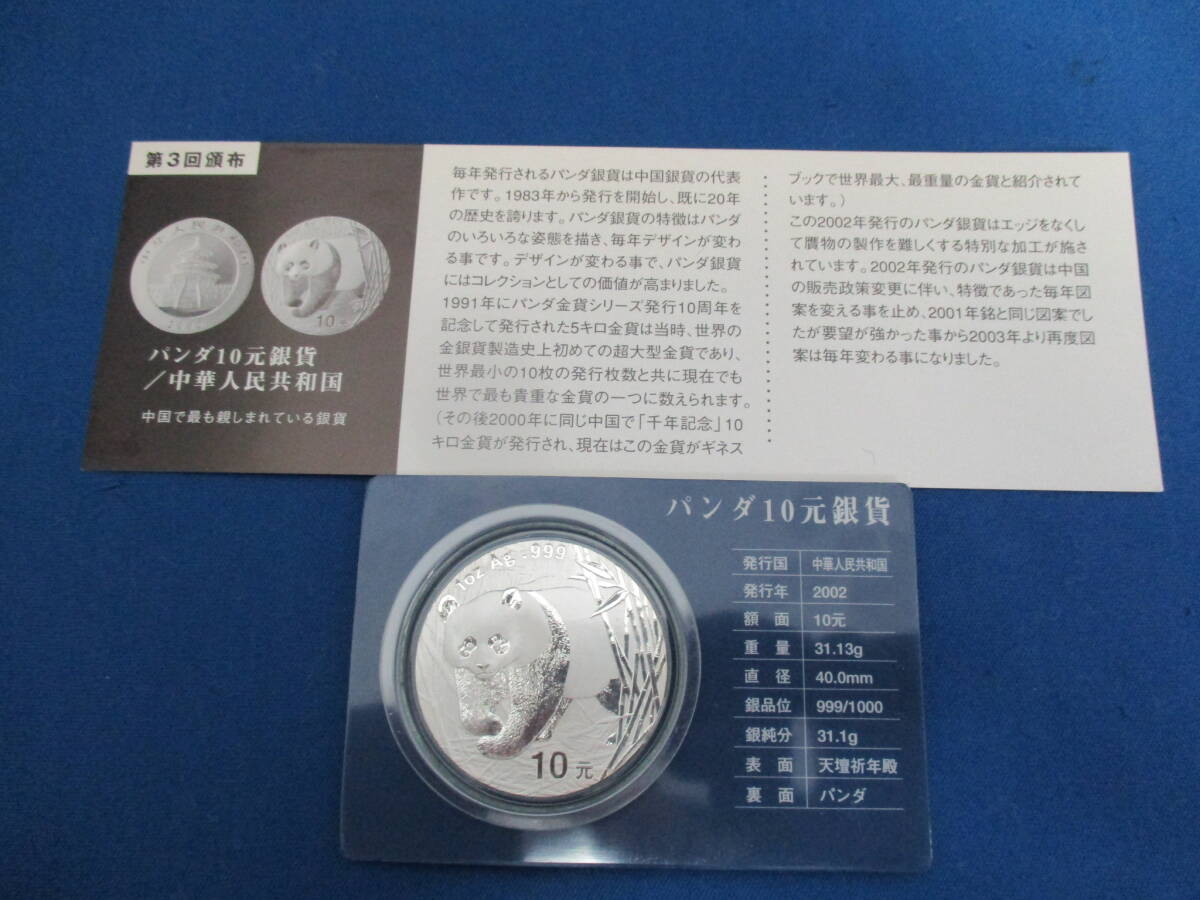 第3回頒布
パンダ10元銀貨
／中華人民共和国
中国で最も親しまれている銀貨
毎年発行されるパンダ銀貨は中国銀貨の代表
作です。1983年から発行を開始し、既に20年
の歴史を誇ります。パンダ銀貨の特徴はパンダ
のいろいろな姿態を描き、毎年デザインが変わ
る事です。デザインが変わる事で、パンダ銀貨
にはコレクションとしての価値が高まりました。
1991年にパンダ金貨シリーズ発行10周年を
記念して発行された5キロ金貨は当時、世界の
金銀貨製造史上初めての超大型金貨であり、
世界最小の10枚の発行枚数と共に現在でも
世界で最も貴重な金貨の一つに数えられます。
（その後2000年に同じ中国で「千年記念」10
キロ金貨が発行され、現在はこの金貨がギネス
ブックで世界最大、最重量の金貨と紹介されて
います。）
この2002年発行のパンダ銀貨はエッジをなくし
て贋物の製作を難しくする特別な加工が施さ
れています。2002年発行のパンダ銀貨は中国
の販売政策変更に伴い、特徴であった毎年図
案を変える事を止め、2001年銘と同じ図案でし
たが要望が強かった事から2003年より再度図
案は毎年変わる事になりました。
10元
パンダ10元銀貨
発行国 中華人民共和国
発行年 2002
額面 10元
重量 31.13g
直径 40.0mm
銀品位 999/1000
銀純分 31.1g
表面 天壇祈年殿
裏面 パンダ
1oz Ag .999
10元